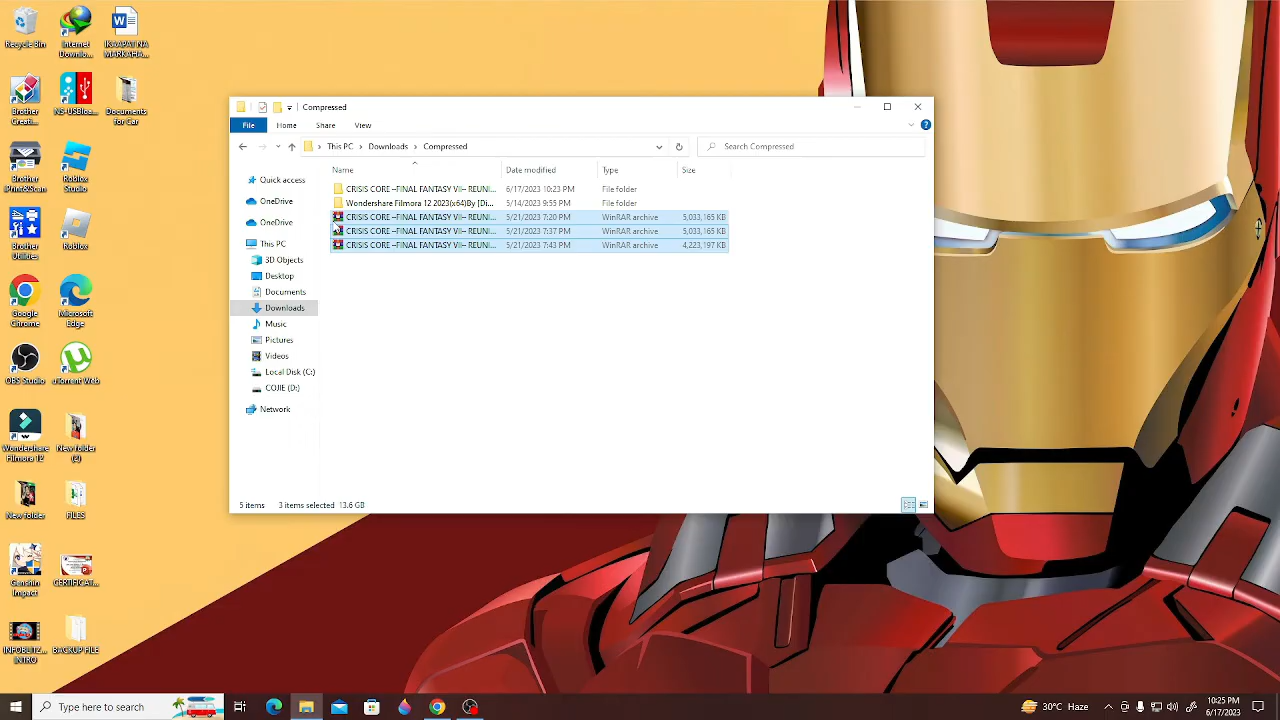 Recycle Bin
Internet
Downlo...
IKAAPAT NA
MARKAHA...
Brother
Creati...
NS-USBloa...
Documents
For Car
Brother
iPrint&Scan
Roblox
Studio
Brother
Utilities
Roblox
Google
Chrome
Microsoft
Edge
OBS Studio
uTorrent Web
Wondershare
Filmora 12
New folder
(2)
New folder
FILES
Genshin
Impact
CERTIFICAT...
INFOBLITZ...
INTRO
BACKUP FILE
Compressed
File
Home
Share
View
This PC
Downloads
Compressed
Search Compressed
Name
Date modified
Type
Size
CRISIS CORE –FINAL FANTASY VII– REUNI...
6/17/2023 10:23 PM
File folder
Wondershare Filmora 12 2023(x64)By [Di...
5/14/2023 9:55 PM
File folder
CRISIS CORE –FINAL FANTASY VII– REUNI...
5/21/2023 7:20 PM
WinRAR archive
5,033,165 KB
CRISIS CORE –FINAL FANTASY VII– REUNI...
5/21/2023 7:37 PM
WinRAR archive
5,033,165 KB
CRISIS CORE –FINAL FANTASY VII– REUNI...
5/21/2023 7:43 PM
WinRAR archive
4,223,197 KB
Quick access
OneDrive
OneDrive
This PC
3D Objects
Desktop
Documents
Downloads
Music
Pictures
Videos
Local Disk (C:)
COJIE (D:)
Network
5 items
3 items selected 13.6 GB
Type here to search
30°C Haze
10:25 PM
6/17/2023